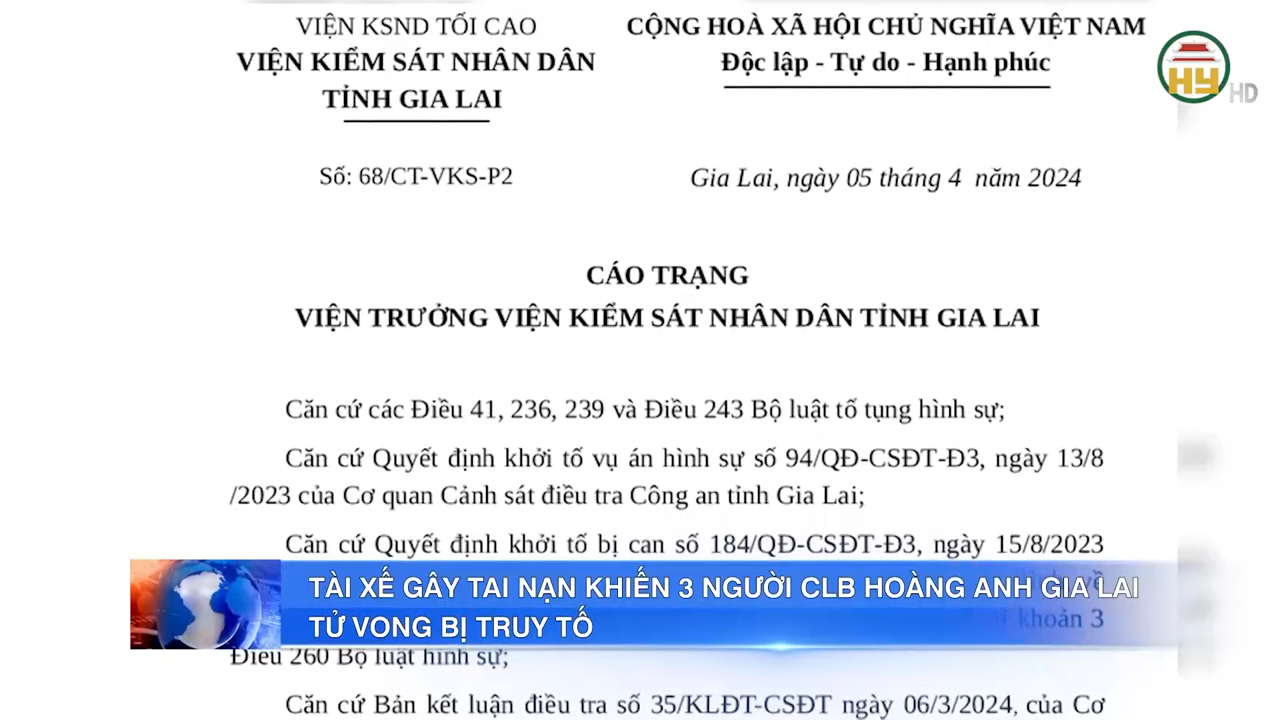 VIỆN KSND TỐI CAO
VIỆN KIỂM SÁT NHÂN DÂN
TỈNH GIA LAI
CỘNG HOÀ XÃ HỘI CHỦ NGHĨA VIỆT NAM
Độc lập - Tự do - Hạnh phúc
HY HD
Số: 68/CT-VKS-P2
Gia Lai, ngày 05 tháng 4 năm 2024
CÁO TRẠNG
VIỆN TRƯỞNG VIỆN KIỂM SÁT NHÂN DÂN TỈNH GIA LAI
Căn cứ các Điều 41, 236, 239 và Điều 243 Bộ luật tố tụng hình sự;
Căn cứ Quyết định khởi tố vụ án hình sự số 94/QĐ-CSĐT-Đ3, ngày 13/8
/2023 của Cơ quan Cảnh sát điều tra Công an tỉnh Gia Lai;
Căn cứ Quyết định khởi tố bị can số 184/QĐ-CSĐT-Đ3, ngày 15/8/2023
về
khoản 3
TÀI XẾ GÂY TAI NẠN KHIẾN 3 NGƯỜI CLB HOÀNG ANH GIA LAI
TỬ VONG BỊ TRUY TỐ
Điều 260 Bộ luật hình sự;
Căn cứ Bản kết luận điều tra số 35/KLĐT-CSĐT ngày 06/3/2024, của Cơ